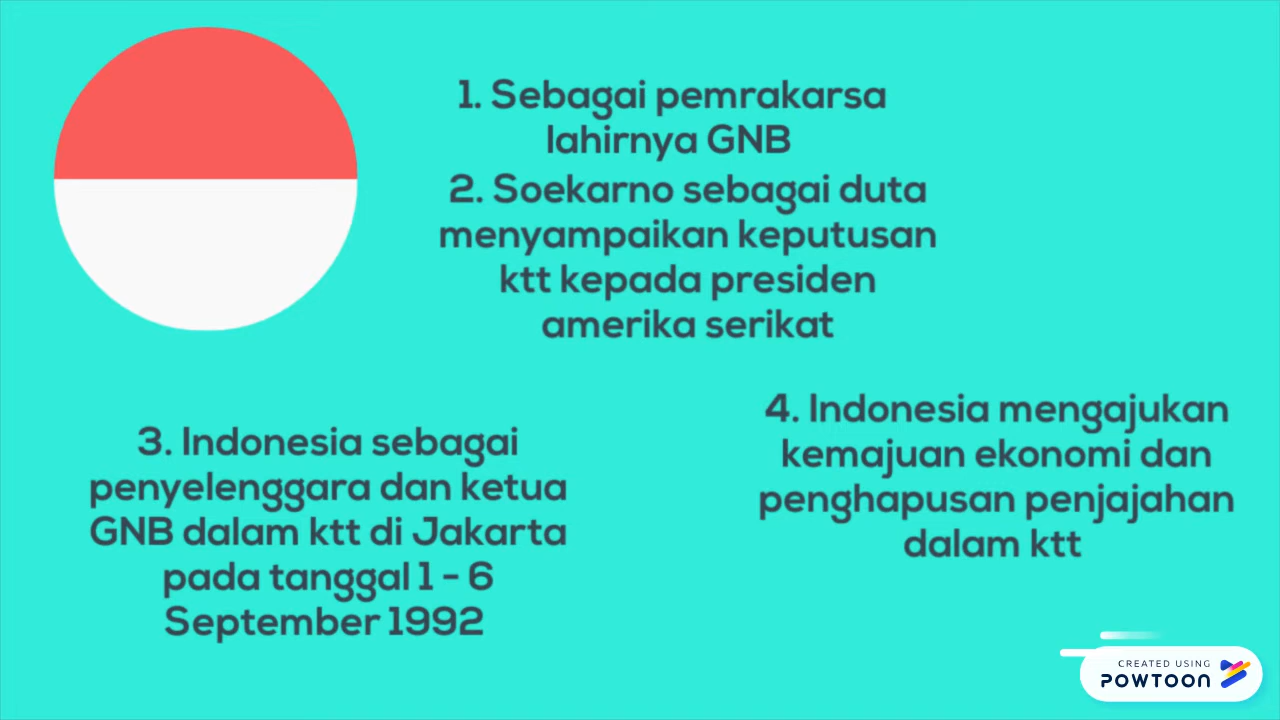 1. Sebagai pemrakarsa
lahirnya GNB
2. Soekarno sebagai duta
menyampaikan keputusan
ktt kepada presiden
amerika serikat
3. Indonesia sebagai
penyelenggara dan ketua
GNB dalam ktt di Jakarta
pada tanggal 1 - 6
September 1992
4. Indonesia mengajukan
kemajuan ekonomi dan
penghapusan penjajahan
dalam ktt
CREATED USING
POWTOON